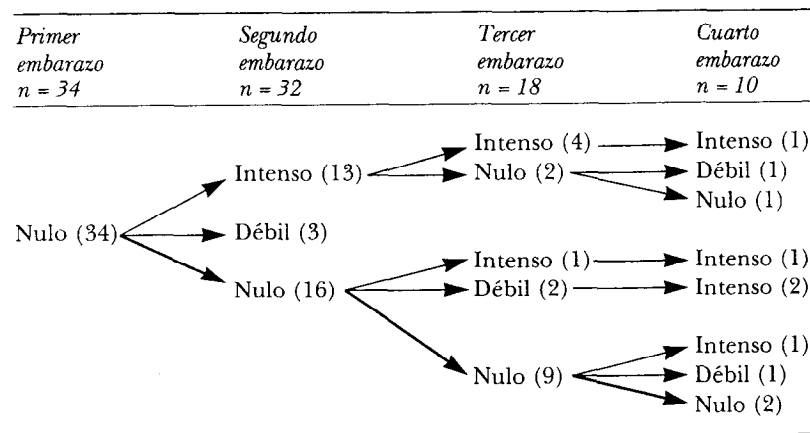 Primer Segundo Tercer Cuarto
embarazo embarazo embarazo embarazo
n = 34 n = 32 n = 18 n = 10
Intenso (4) Intenso (1)
Intenso (13) Nulo (2) Débil (1)
Nulo (1)
Nulo (34) Débil (3)
Intenso (1) Intenso (1)
Nulo (16) Débil (2) Intenso (2)
Intenso (1)
Nulo (9) Débil (1)
Nulo (2)